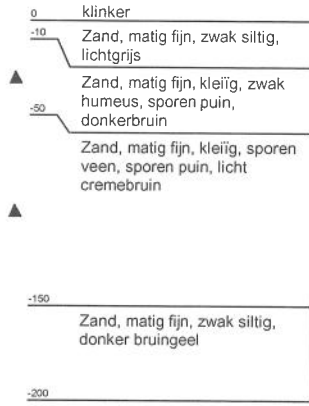 0 klinker
-10 Zand, matig fijn, zwak siltig,
lichtgrijs
Zand, matig fijn, kleiïg, zwak
humeus, sporen puin,
-50 donkerbruin
Zand, matig fijn, kleiïg, sporen
veen, sporen puin, licht
cremebruin
-150
Zand, matig fijn, zwak siltig,
donker bruingeel
-200